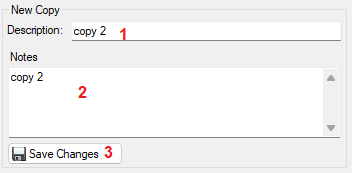 New Copy
Description: copy 2 1
Notes
copy 2
2
Save Changes 3